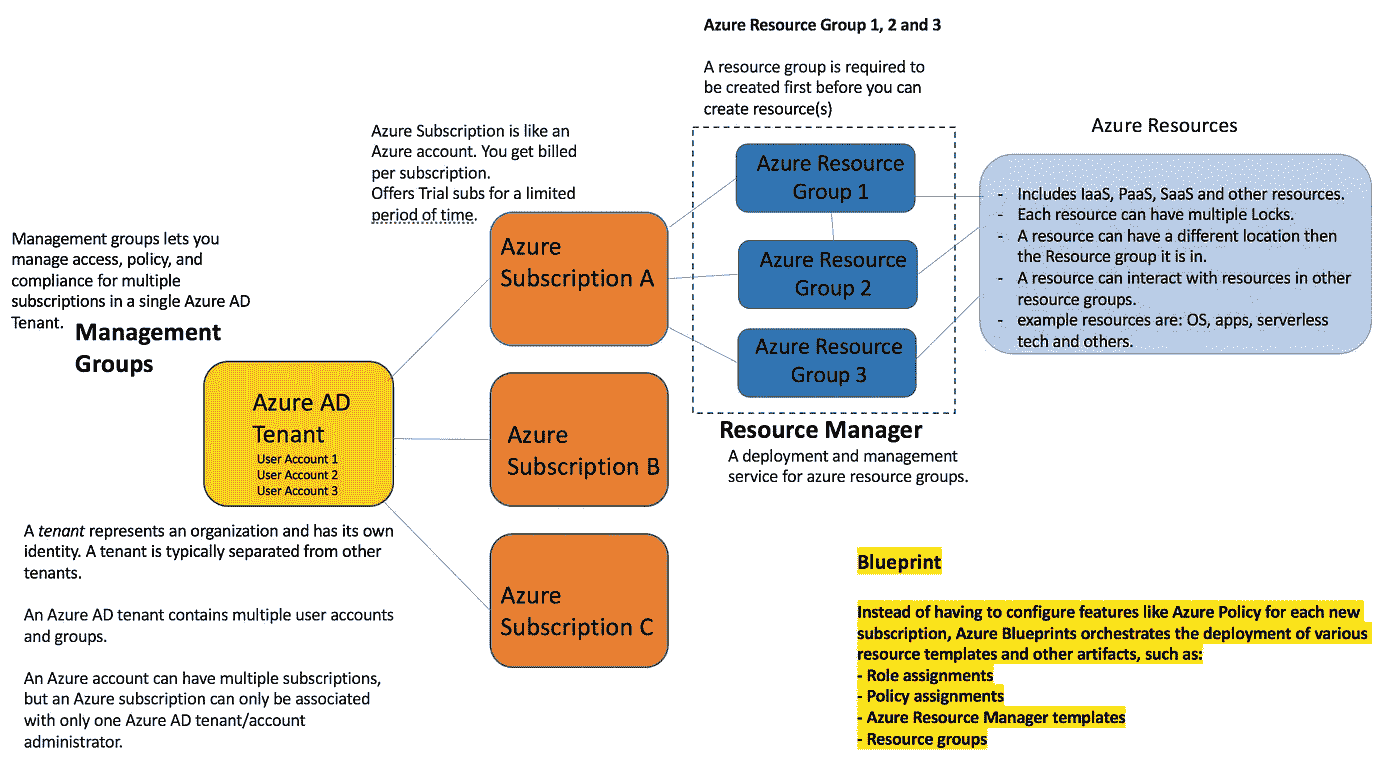 Azure Resource Group 1, 2 and 3
A resource group is required to
be created first before you can
create resource(s)
Azure Subscription is like an
Azure account. You get billed
per subscription.
Offers Trial subs for a limited
period of time.
Management groups lets you
manage access, policy, and
compliance for multiple
subscriptions in a single Azure AD
Tenant.
Management
Groups
Azure AD
Tenant
User Account 1
User Account 2
User Account 3
A tenant represents an organization and has its own
identity. A tenant is typically separated from other
tenants.
An Azure AD tenant contains multiple user accounts
and groups.
An Azure account can have multiple subscriptions,
but an Azure subscription can only be associated
with only one Azure AD tenant/account
administrator.
Azure
Subscription A
Azure
Subscription B
Azure
Subscription C
Azure Resource
Group 1
Azure Resource
Group 2
Azure Resource
Group 3
Resource Manager
A deployment and management
service for azure resource groups.
Azure Resources
- Includes IaaS, PaaS, SaaS and other resources.
- Each resource can have multiple Locks.
- A resource can have a different location then
the Resource group it is in.
- A resource can interact with resources in other
resource groups.
- example resources are: OS, apps, serverless
tech and others.
Blueprint
Instead of having to configure features like Azure Policy for each new
subscription, Azure Blueprints orchestrates the deployment of various
resource templates and other artifacts, such as:
- Role assignments
- Policy assignments
- Azure Resource Manager templates
- Resource groups